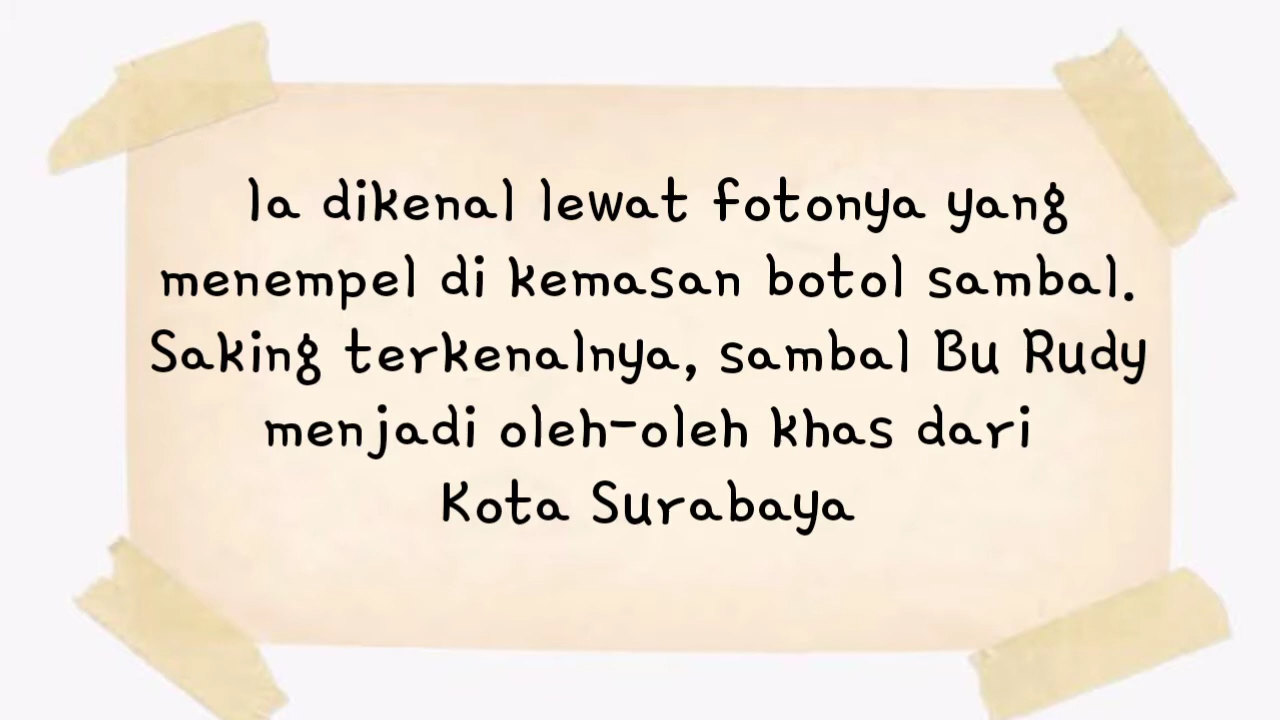 Ia dikenal lewat fotonya yang
menempel di kemasan botol sambal.
Saking terkenalnya, sambal Bu Rudy
menjadi oleh-oleh khas dari
Kota Surabaya